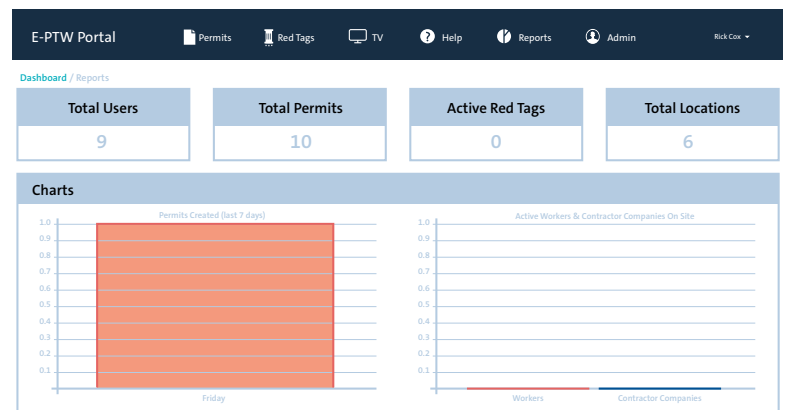 E-PTW Portal Permits Red Tags TV ? Help Reports Admin Rick Cox
Dashboard / Reports
Total Users Total Permits Active Red Tags Total Locations
9 10 0 6
Charts
Permits Created (last 7 days)
1.0
0.9
0.8
0.7
0.6
0.5
0.4
0.3
0.2
0.1
Friday
Active Workers & Contractor Companies On Site
1.0
0.9
0.8
0.7
0.6
0.5
0.4
0.3
0.2
0.1
Workers Contractor Companies